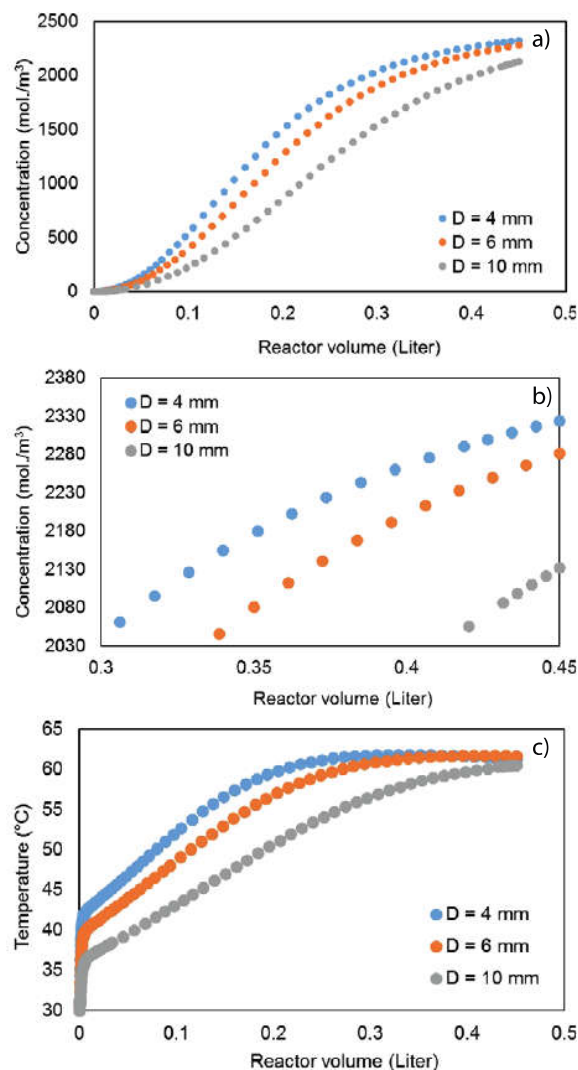 a)
2500
2000
1500
1000
500
0
Concentration (mol./m³)
D = 4 mm
D = 6 mm
D = 10 mm
0 0.1 0.2 0.3 0.4 0.5
Reactor volume (Liter)
b)
2380
2330
2280
2230
2180
2130
2080
2030
Concentration (mol./m³)
D = 4 mm
D = 6 mm
D = 10 mm
0.3 0.35 0.4 0.45
Reactor volume (Liter)
c)
65
60
55
50
45
40
35
30
Temperature (°C)
D = 4 mm
D = 6 mm
D = 10 mm
0 0.1 0.2 0.3 0.4 0.5
Reactor volume (Liter)